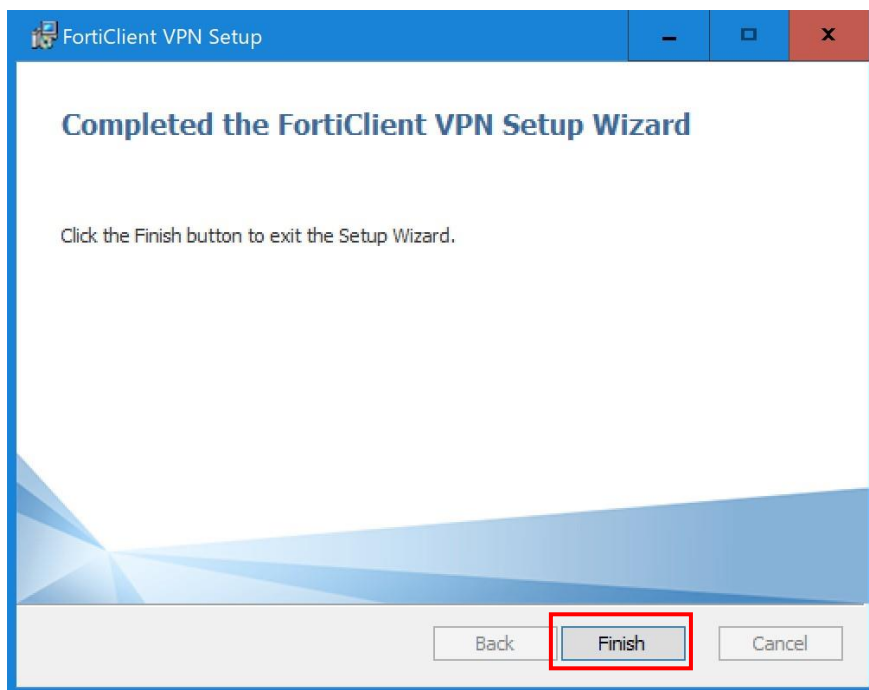 FortiClient VPN Setup
Completed the FortiClient VPN Setup Wizard
Click the Finish button to exit the Setup Wizard.
Back Finish Cancel